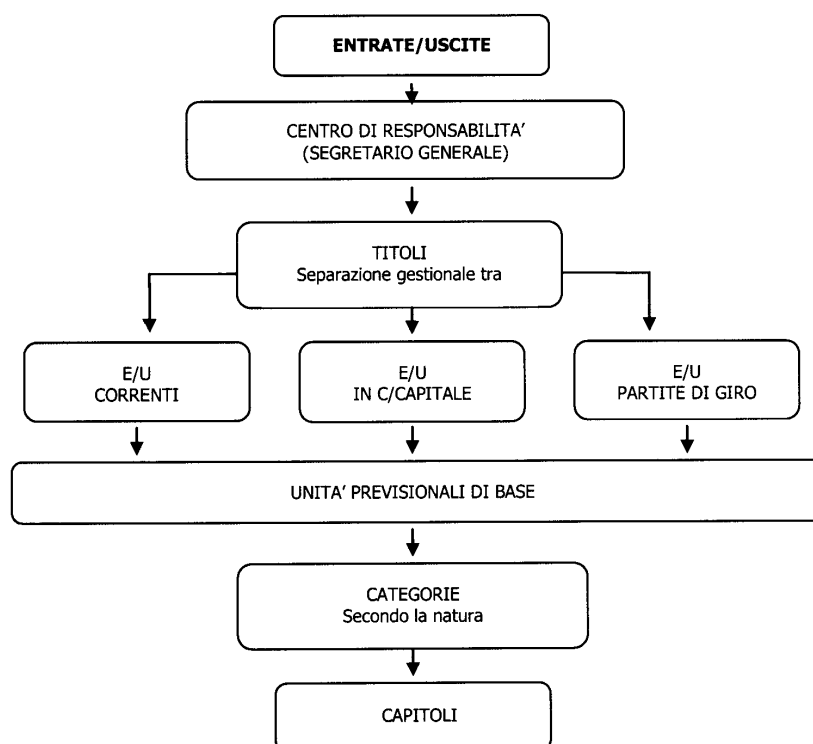 ENTRATE/USCITE
CENTRO DI RESPONSABILITA'
(SEGRETARIO GENERALE)
TITOLI
Separazione gestionale tra
E/U
CORRENTI
E/U
IN C/CAPITALE
E/U
PARTITE DI GIRO
UNITA' PREVISIONALI DI BASE
CATEGORIE
Secondo la natura
CAPITOLI